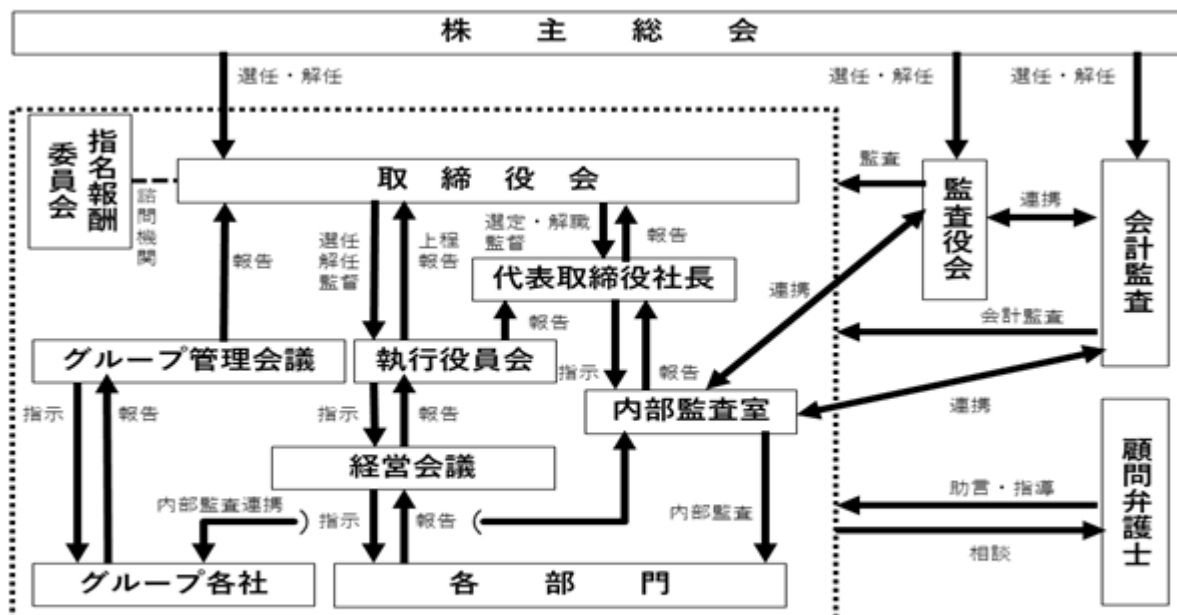 株主総会
選任・解任
選任・解任
選任・解任
指名報酬
委員会
諮問機関
取締役会
監査
監査役会
連携
会計監査
選任
解任
監督
上程
報告
選定・解職
監督
報告
報告
代表取締役社長
連携
報告
会計監査
グループ管理会議
執行役員会
指示
報告
内部監査室
連携
指示
報告
指示
報告
経営会議
顧問弁護士
内部監査連携
指示
報告
内部監査
助言・指導
相談
グループ各社
各部門